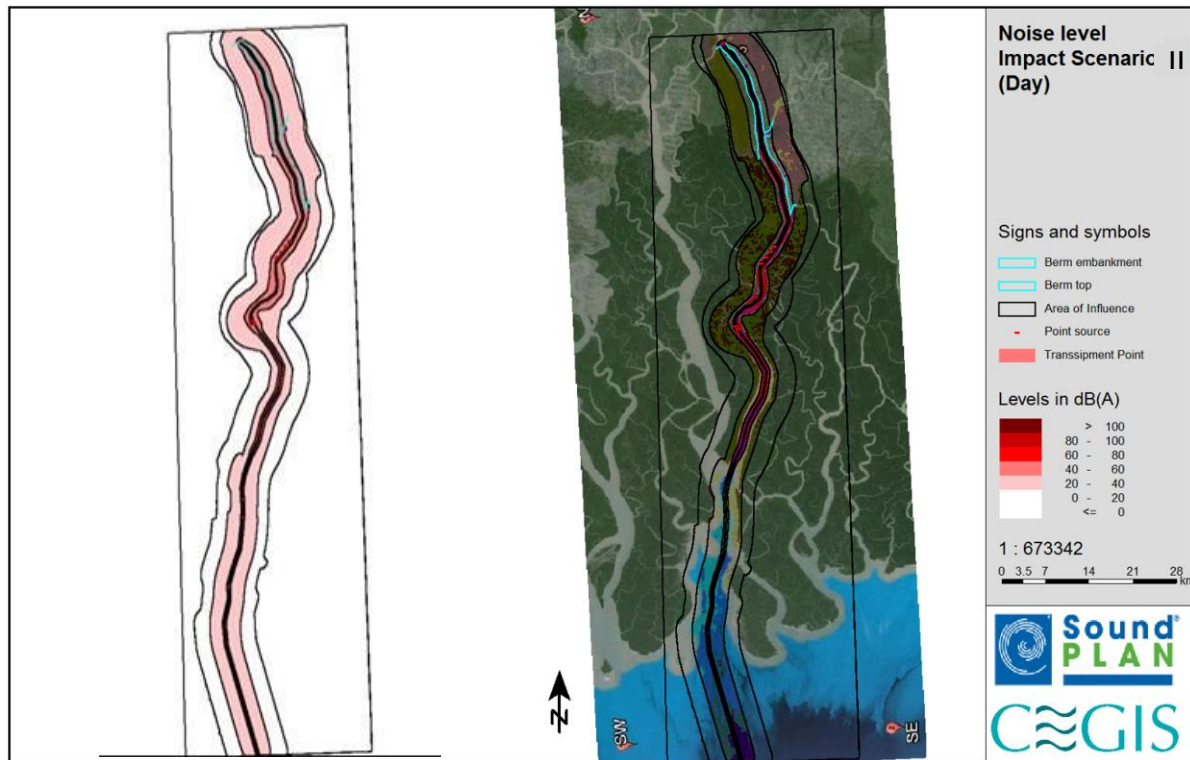 Noise level
Impact Scenario II
(Day)
Signs and symbols
Berm embankment
Berm top
Area of Influence
Point source
Transsipment Point
Levels in dB(A)
> 100
80 - 100
60 - 80
40 - 60
20 - 40
0 - 20
<= 0
1 : 673342
0 3.5 7 14 21 28
km
Sound®
PLAN
CEGIS
N
SW
SE